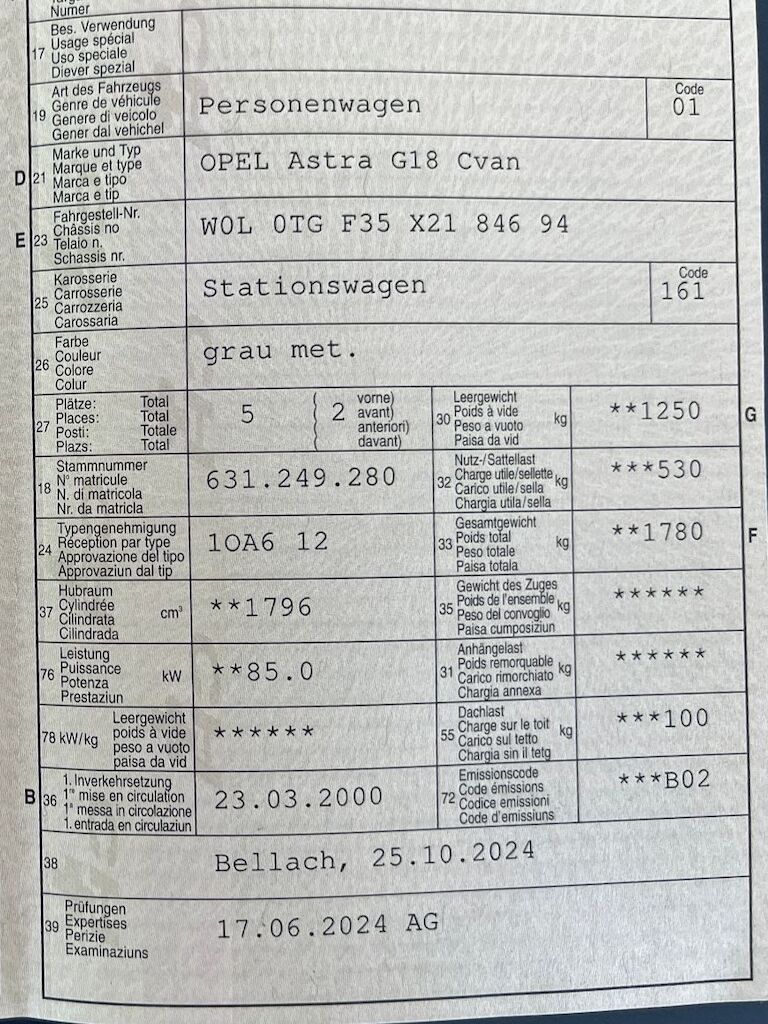 Numer
17 Bes. Verwendung
Usage spécial
Uso speciale
Diever spezial
19 Art des Fahrzeugs
Genre de véhicule
Genere di veicolo
Gener dal vehichel
Personenwagen
Code
01
D 21 Marke und Typ
Marque et type
Marca e tipo
Marca e tip
OPEL Astra G18 Cvan
E 23 Fahrgestell-Nr.
Châssis no
Telaio n.
Schassis nr.
WOL OTG F35 X21 846 94
25 Karosserie
Carrosserie
Carrozzeria
Carossaria
Stationswagen
Code
161
26 Farbe
Couleur
Colore
Colur
grau met.
27 Plätze: Total
Places: Total
Posti: Totale
Plazs: Total
5 ( 2 vorne)
avant)
anteriori)
davant)
30 Leergewicht
Poids à vide
Peso a vuoto
Paisa da vid
kg
**1250 G
18 Stammnummer
N° matricule
N. di matricola
Nr. da matricla
631.249.280
32 Nutz-/Sattellast
Charge utile/sellette
Carico utile/sella
Chargia utila/sella
kg
***530
24 Typengenehmigung
Réception par type
Approvazione del tipo
Approvaziun dal tip
1OA6 12
33 Gesamtgewicht
Poids total
Peso totale
Paisa totala
kg
**1780 F
37 Hubraum
Cylindrée
Cilindrata
Cilindrada
cm³
**1796
35 Gewicht des Zuges
Poids de l'ensemble
Peso del convoglio
Paisa cumposiziun
kg
******
76 Leistung
Puissance
Potenza
Prestaziun
kW
**85.0
31 Anhängelast
Poids remorquable
Carico rimorchiato
Chargia annexa
kg
******
78 kW/kg Leergewicht
poids à vide
peso a vuoto
paisa da vid
******
55 Dachlast
Charge sur le toit
Carico sul tetto
Chargia sin il tetg
kg
***100
B 36 1. Inverkehrsetzung
1re mise en circulation
1a messa in circolazione
1. entrada en circulaziun
23.03.2000
72 Emissionscode
Code émissions
Codice emissioni
Code d'emissiuns
***B02
38 Bellach, 25.10.2024
39 Prüfungen
Expertises
Perizie
Examinaziuns
17.06.2024 AG